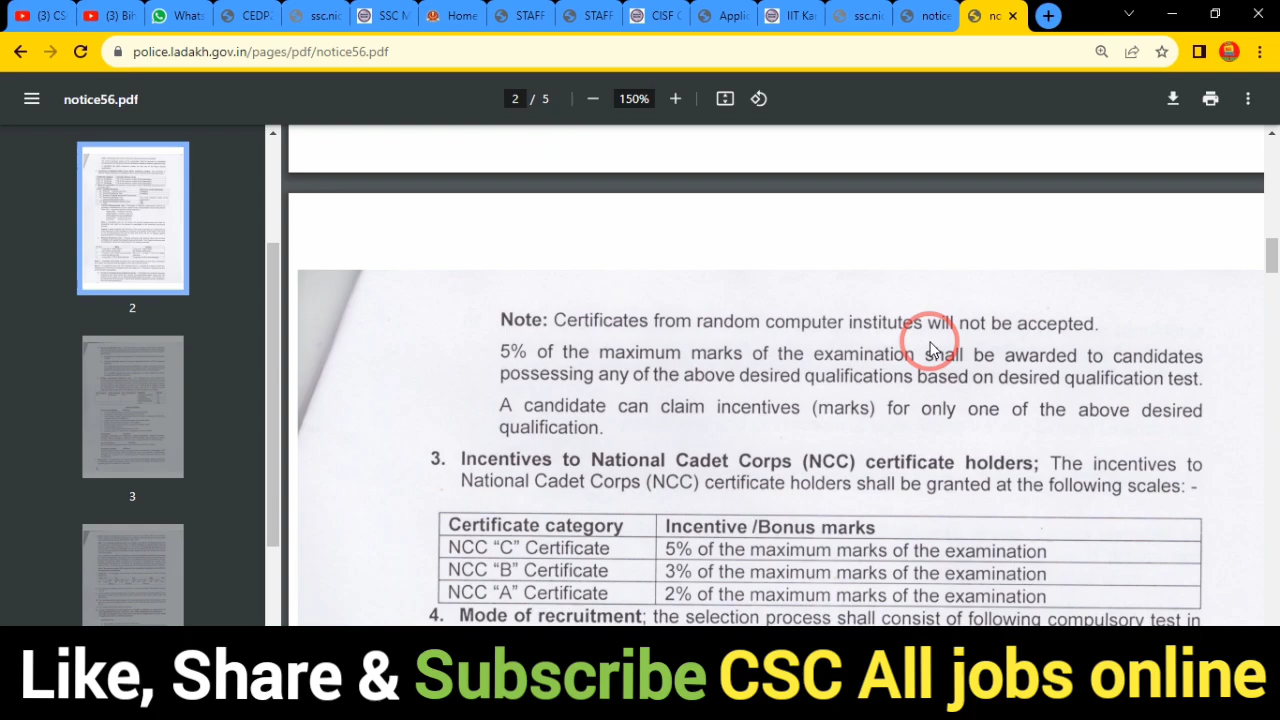 (3) CS
(3) Bih
Whats
CEDP
ssc.nic
SSC M
Home
STAFF
STAFF
CISF C
Applic
IIT Kar
ssc.nic
notice
nc
police.ladakh.gov.in/pages/pdf/notice56.pdf
notice56.pdf
2 / 5
150%
2
3
Note: Certificates from random computer institutes will not be accepted.
5% of the maximum marks of the examination shall be awarded to candidates
possessing any of the above desired qualifications based on desired qualification test.
A candidate can claim incentives (marks) for only one of the above desired
qualification.
3. Incentives to National Cadet Corps (NCC) certificate holders; The incentives to
National Cadet Corps (NCC) certificate holders shall be granted at the following scales: -
Certificate category Incentive /Bonus marks
NCC "C" Certificate 5% of the maximum marks of the examination
NCC "B" Certificate 3% of the maximum marks of the examination
NCC "A" Certificate 2% of the maximum marks of the examination
4. Mode of recruitment; the selection process shall consist of following compulsory test in
Like, Share & Subscribe CSC All jobs online